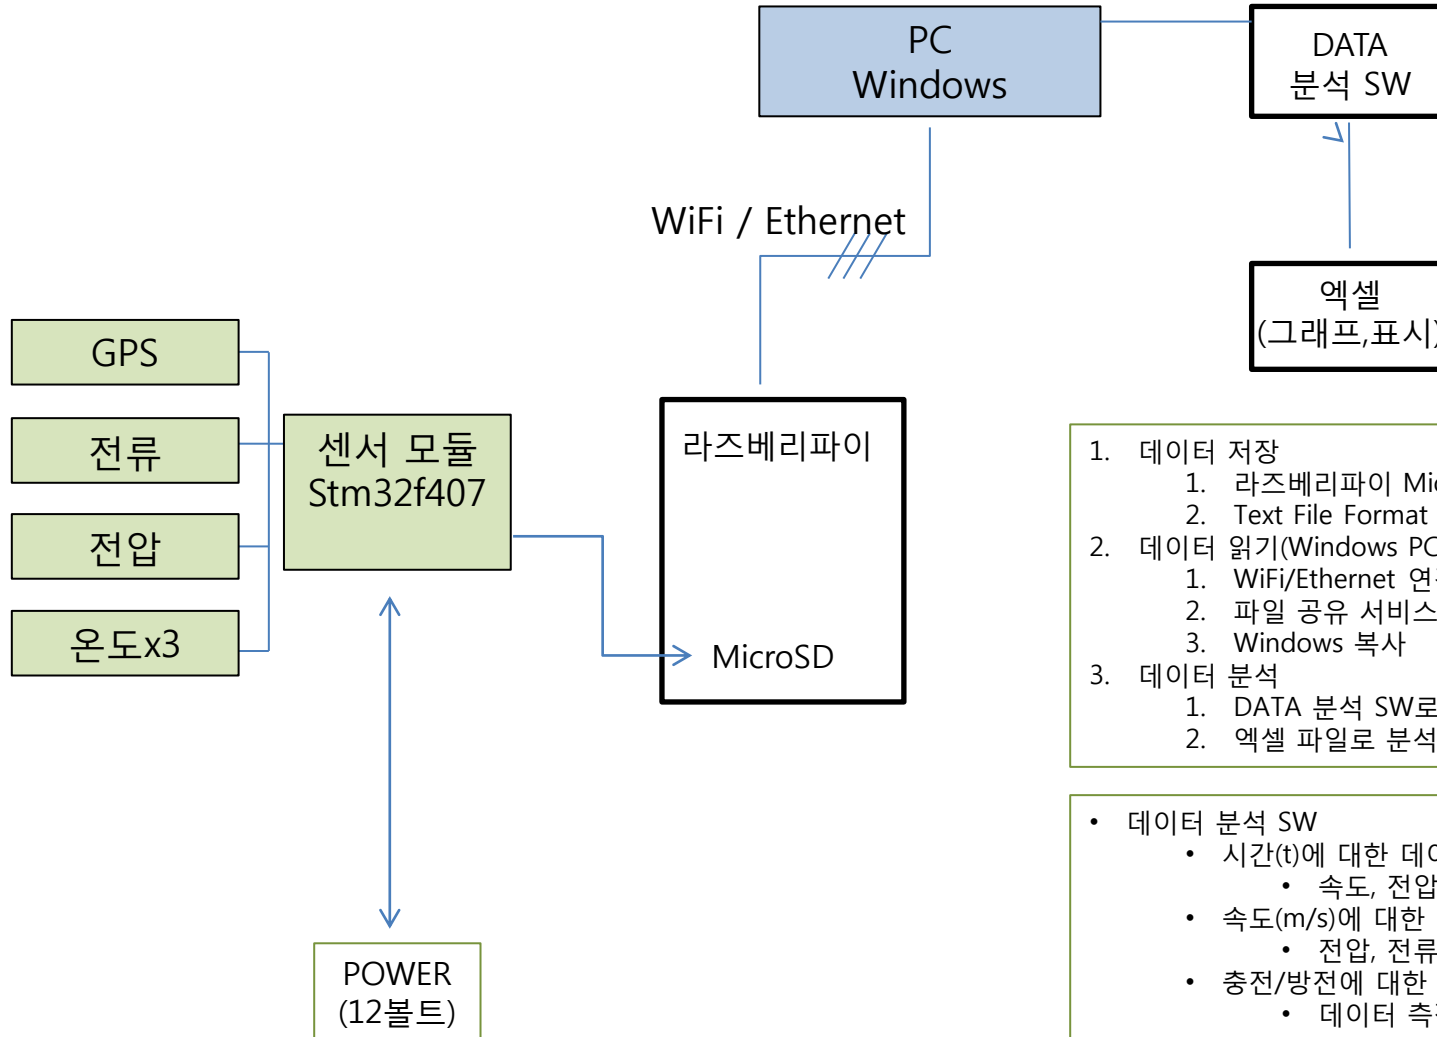 PC
Windows
DATA
분석 SW
WiFi / Ethernet
엑셀
(그래프,표시)
GPS
전류
전압
온도x3
센서 모듈
Stm32f407
라즈베리파이
MicroSD
POWER
(12볼트)
1. 데이터 저장
1. 라즈베리파이
2. Text File Format
2. 데이터 읽기(Windows PC
1. WiFi/Ethernet
2. 파일 공유 서비스
3. Windows 복사
3. 데이터 분석
1. DATA 분석 SW로
2. 엑셀 파일로 분석
• 데이터 분석 SW
• 시간(t)에 대한
• 속도, 전압
• 속도(m/s)에 대한
• 전압, 전류
• 충전/방전에 대한
• 데이터